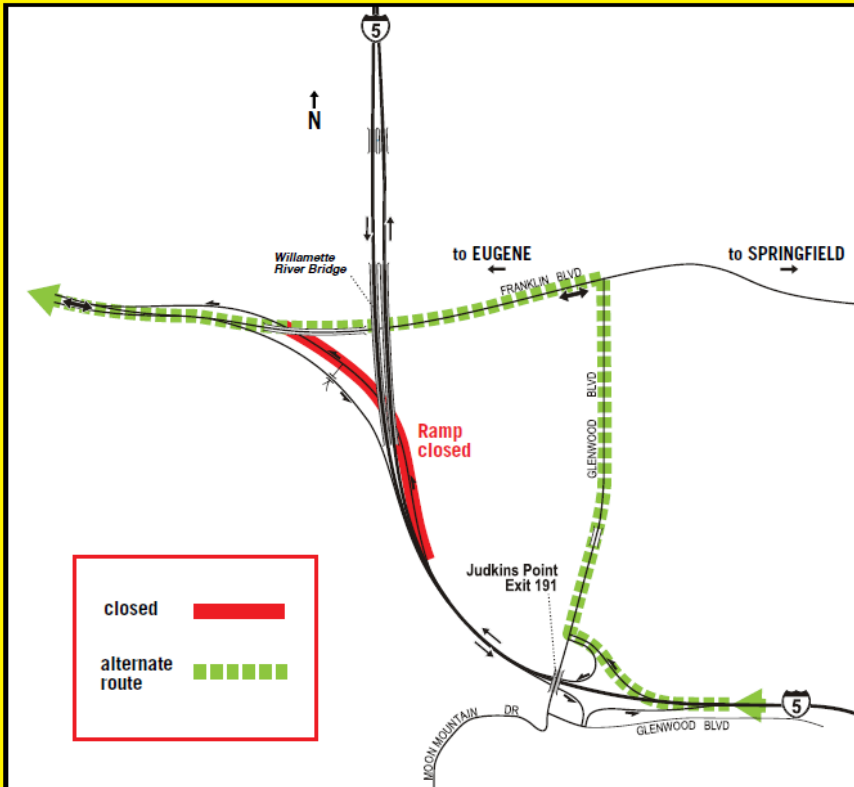 5
N
Willamette
River Bridge
to EUGENE
to SPRINGFIELD
FRANKLIN BLVD
GLENWOOD BLVD
Ramp
closed
Judkins Point
Exit 191
closed
alternate
route
5
MOON MOUNTAIN DR
GLENWOOD BLVD